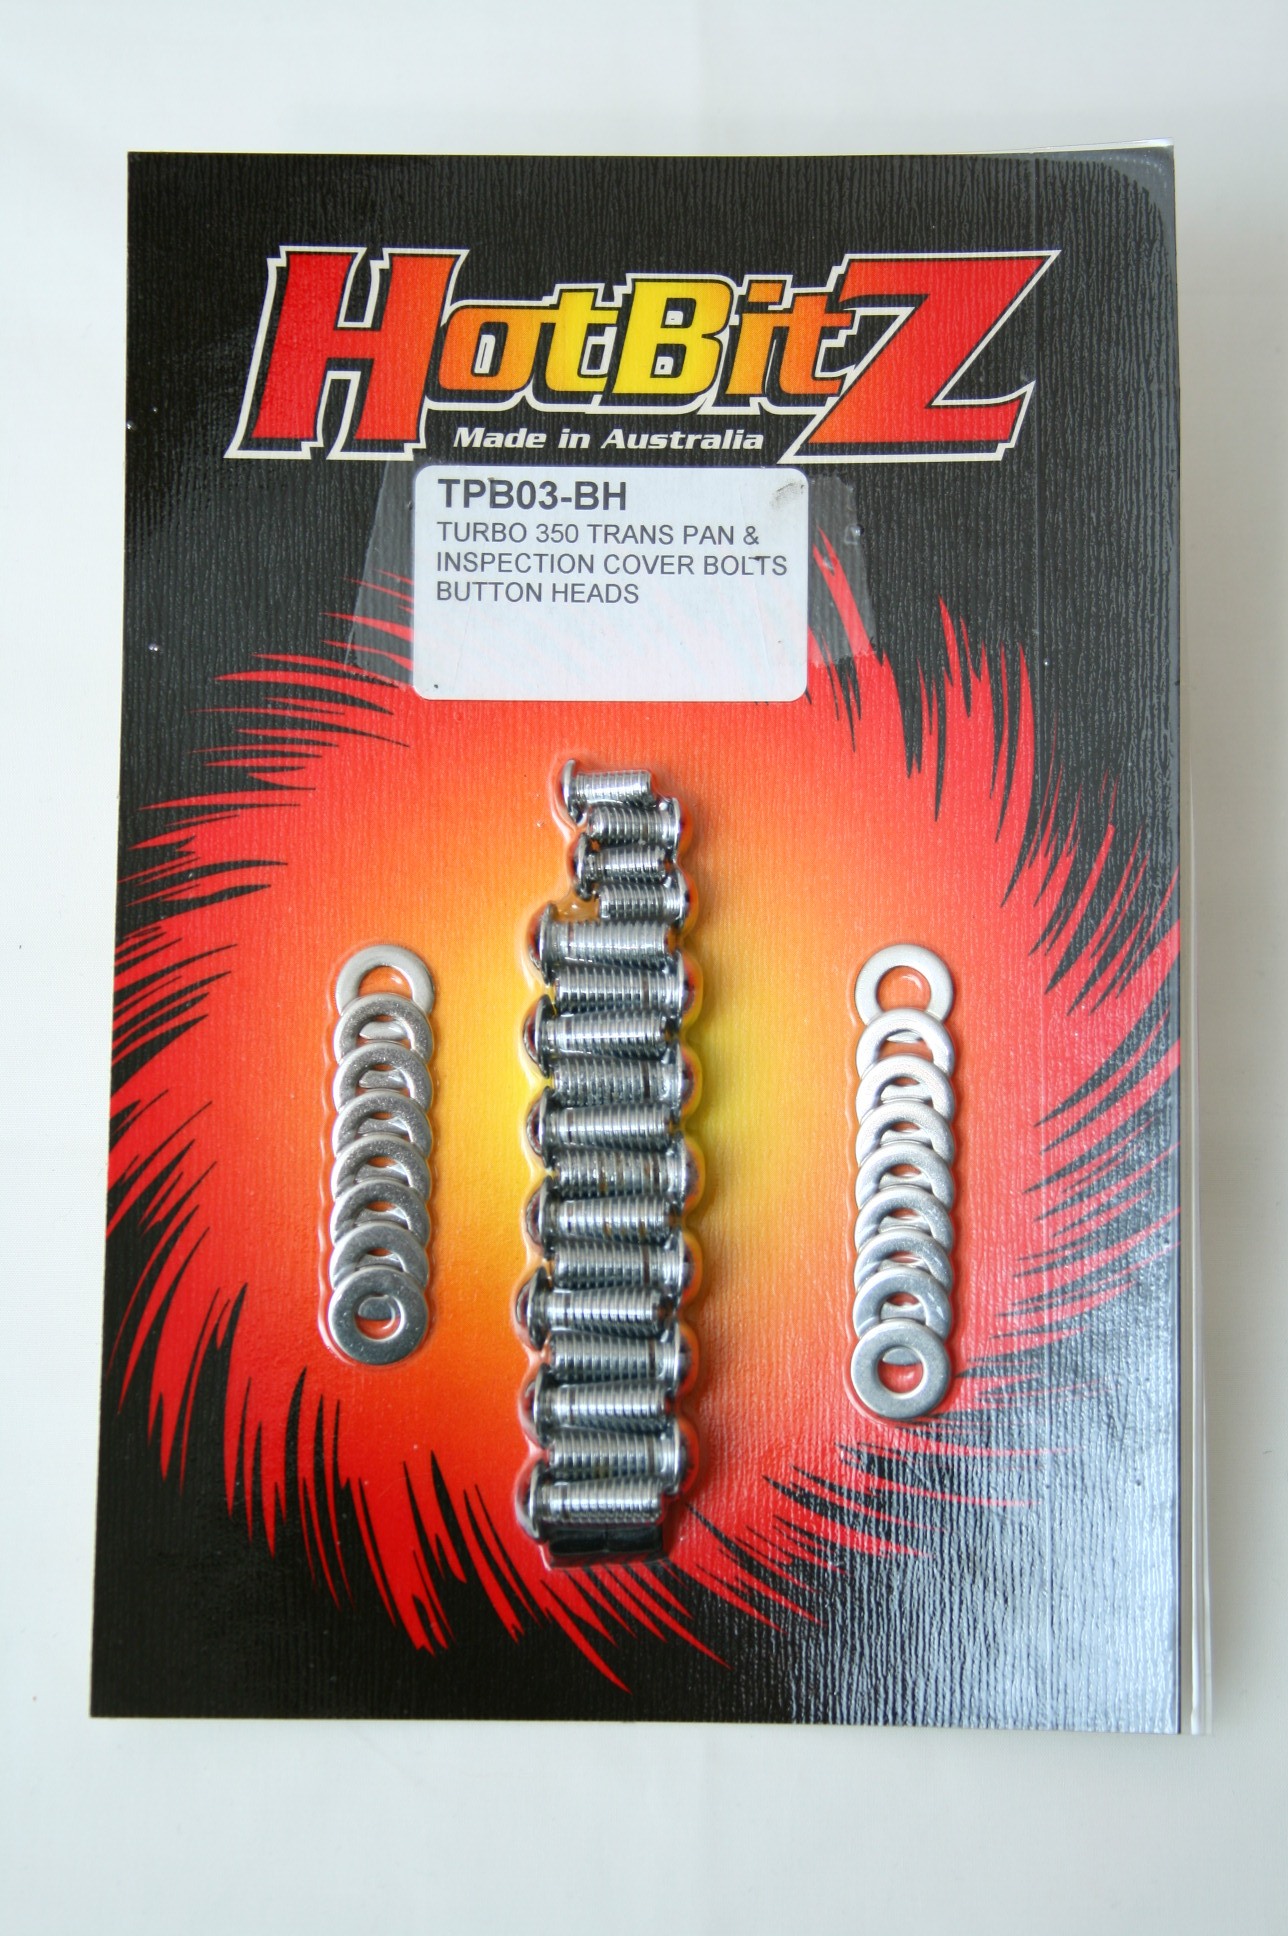 HotBitZ
Made in Australia
TPB03-BH
TURBO 350 TRANS PAN &
INSPECTION COVER BOLTS
BUTTON HEADS